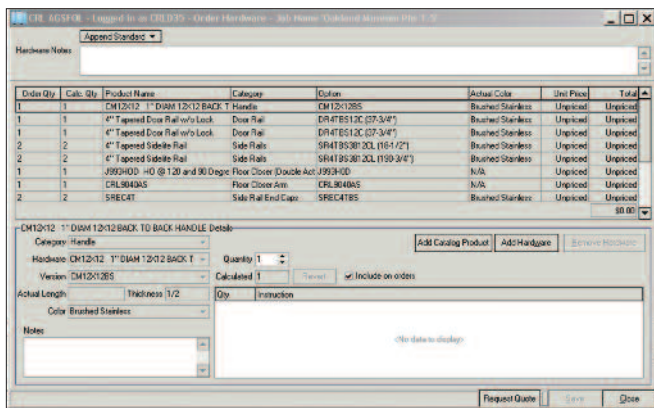 CRL AGSFOL - Logged In as CRLD35 - Order Hardware - Job Name 'Oakland Museum Pht 1.5'
Append Standard
Hardware Notes
Order Qty Calc. Qty Product Name Category Option Actual Color Unit Price Total
1 1 CM12X12 1" DIAM 12X12 BACK T Handle CM12X12BS Brushed Stainless Unpriced Unpriced
1 1 4" Tapered Door Rail w/o Lock Door Rail DR4TBS12C (37-3/4") Brushed Stainless Unpriced Unpriced
1 1 4" Tapered Door Rail w/o Lock Door Rail DR4TBS12C (37-3/4") Brushed Stainless Unpriced Unpriced
2 2 4" Tapered Sidelite Rail Side Rails SR4TBS3812CL (16-1/2") Brushed Stainless Unpriced Unpriced
2 2 4" Tapered Sidelite Rail Side Rails SR4TBS3812CL (190-3/4") Brushed Stainless Unpriced Unpriced
1 1 J993HOD HO @ 120 and 90 Degre Floor Closer (Double Act J993HOD N/A Unpriced Unpriced
1 1 CRL9040AS Floor Closer Arm CRL9040AS N/A Unpriced Unpriced
2 2 SREC4T Side Rail End Caps SREC4TBS Brushed Stainless Unpriced Unpriced
$0.00
CM12X12 1" DIAM 12X12 BACK TO BACK HANDLE Details
Category Handle Add Catalog Product Add Hardware Remove Hardware
Hardware CM12X12 1" DIAM 12X12 BACK T Quantity 1
Version CM12X12BS Calculated 1 Revert Include on orders
Actual Length Thickness 1/2 Qty Instruction
Color Brushed Stainless
Notes
<No data to display>
Request Quote Save Close